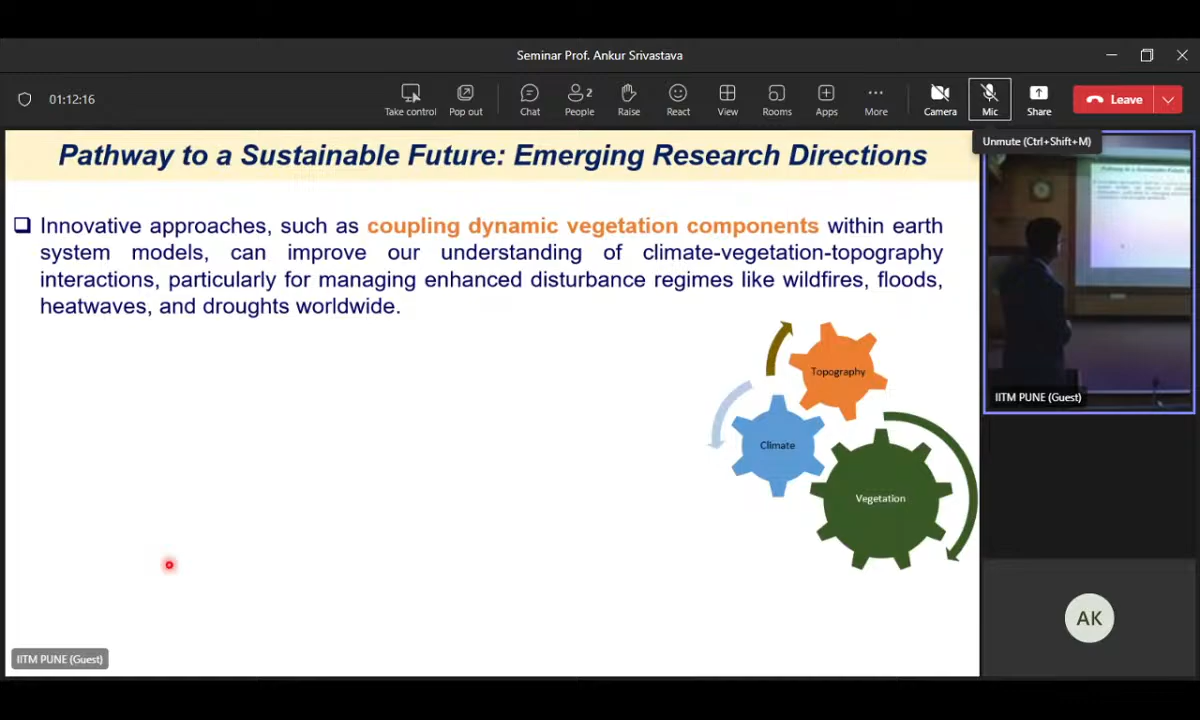 Seminar Prof. Ankur Srivastava
01:12:16
Take control
Pop out
Chat
2
People
Raise
React
View
Rooms
Apps
More
Camera
Mic
Share
Leave
Unmute (Ctrl+Shift+M)
Pathway to a Sustainable Future: Emerging Research Directions
Innovative approaches, such as coupling dynamic vegetation components within earth
system models, can improve our understanding of climate-vegetation-topography
interactions, particularly for managing enhanced disturbance regimes like wildfires, floods,
heatwaves, and droughts worldwide.
Topography
Climate
Vegetation
IITM PUNE (Guest)
IITM PUNE (Guest)
AK